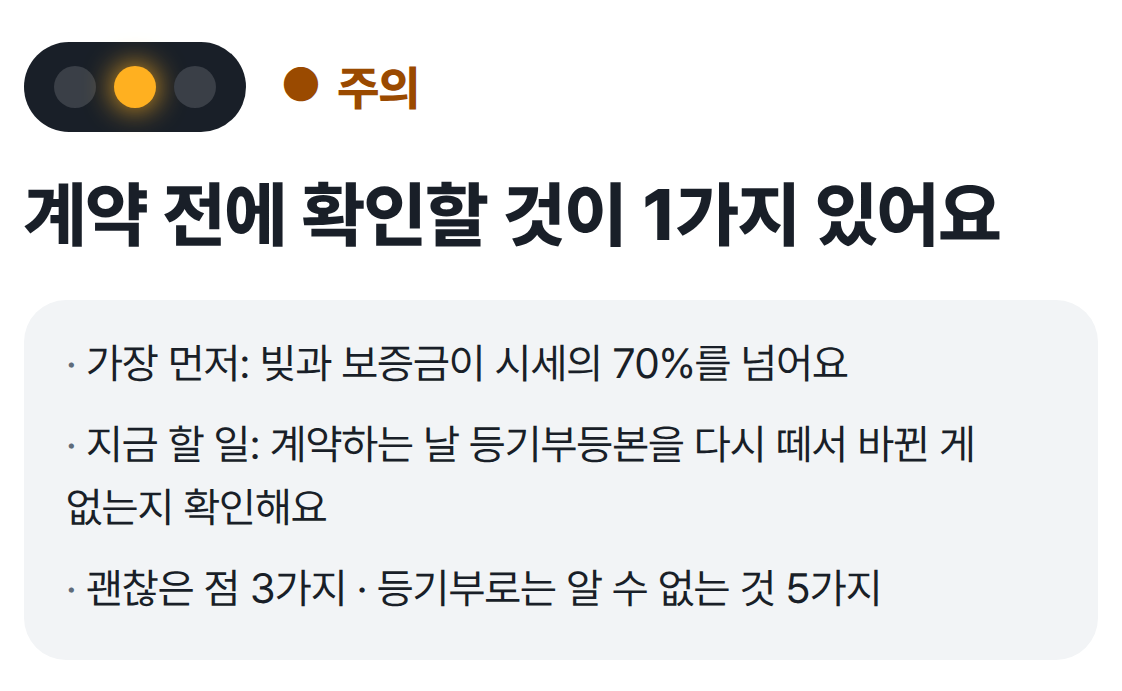 주의
계약 전에 확인할 것이 1가지 있어요
· 가장 먼저: 빚과 보증금이 시세의 70%를 넘어요
· 지금 할 일: 계약하는 날 등기부등본을 다시 떼서 바뀐 게
없는지 확인해요
· 괜찮은 점 3가지 · 등기부로는 알 수 없는 것 5가지